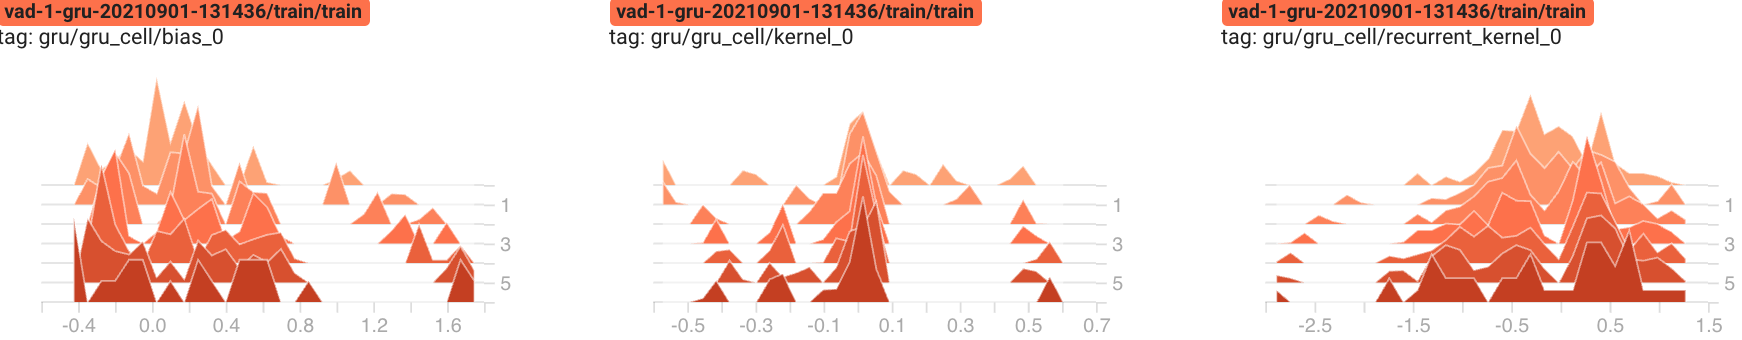 vad-1-gru-20210901-131436/train/train
tag: gru/gru_cell/bias_0
1
3
5
-0.4 0.0 0.4 0.8 1.2 1.6
vad-1-gru-20210901-131436/train/train
tag: gru/gru_cell/kernel_0
1
3
5
-0.5 -0.3 -0.1 0.1 0.3 0.5 0.7
vad-1-gru-20210901-131436/train/train
tag: gru/gru_cell/recurrent_kernel_0
1
3
5
-2.5 -1.5 -0.5 0.5 1.5